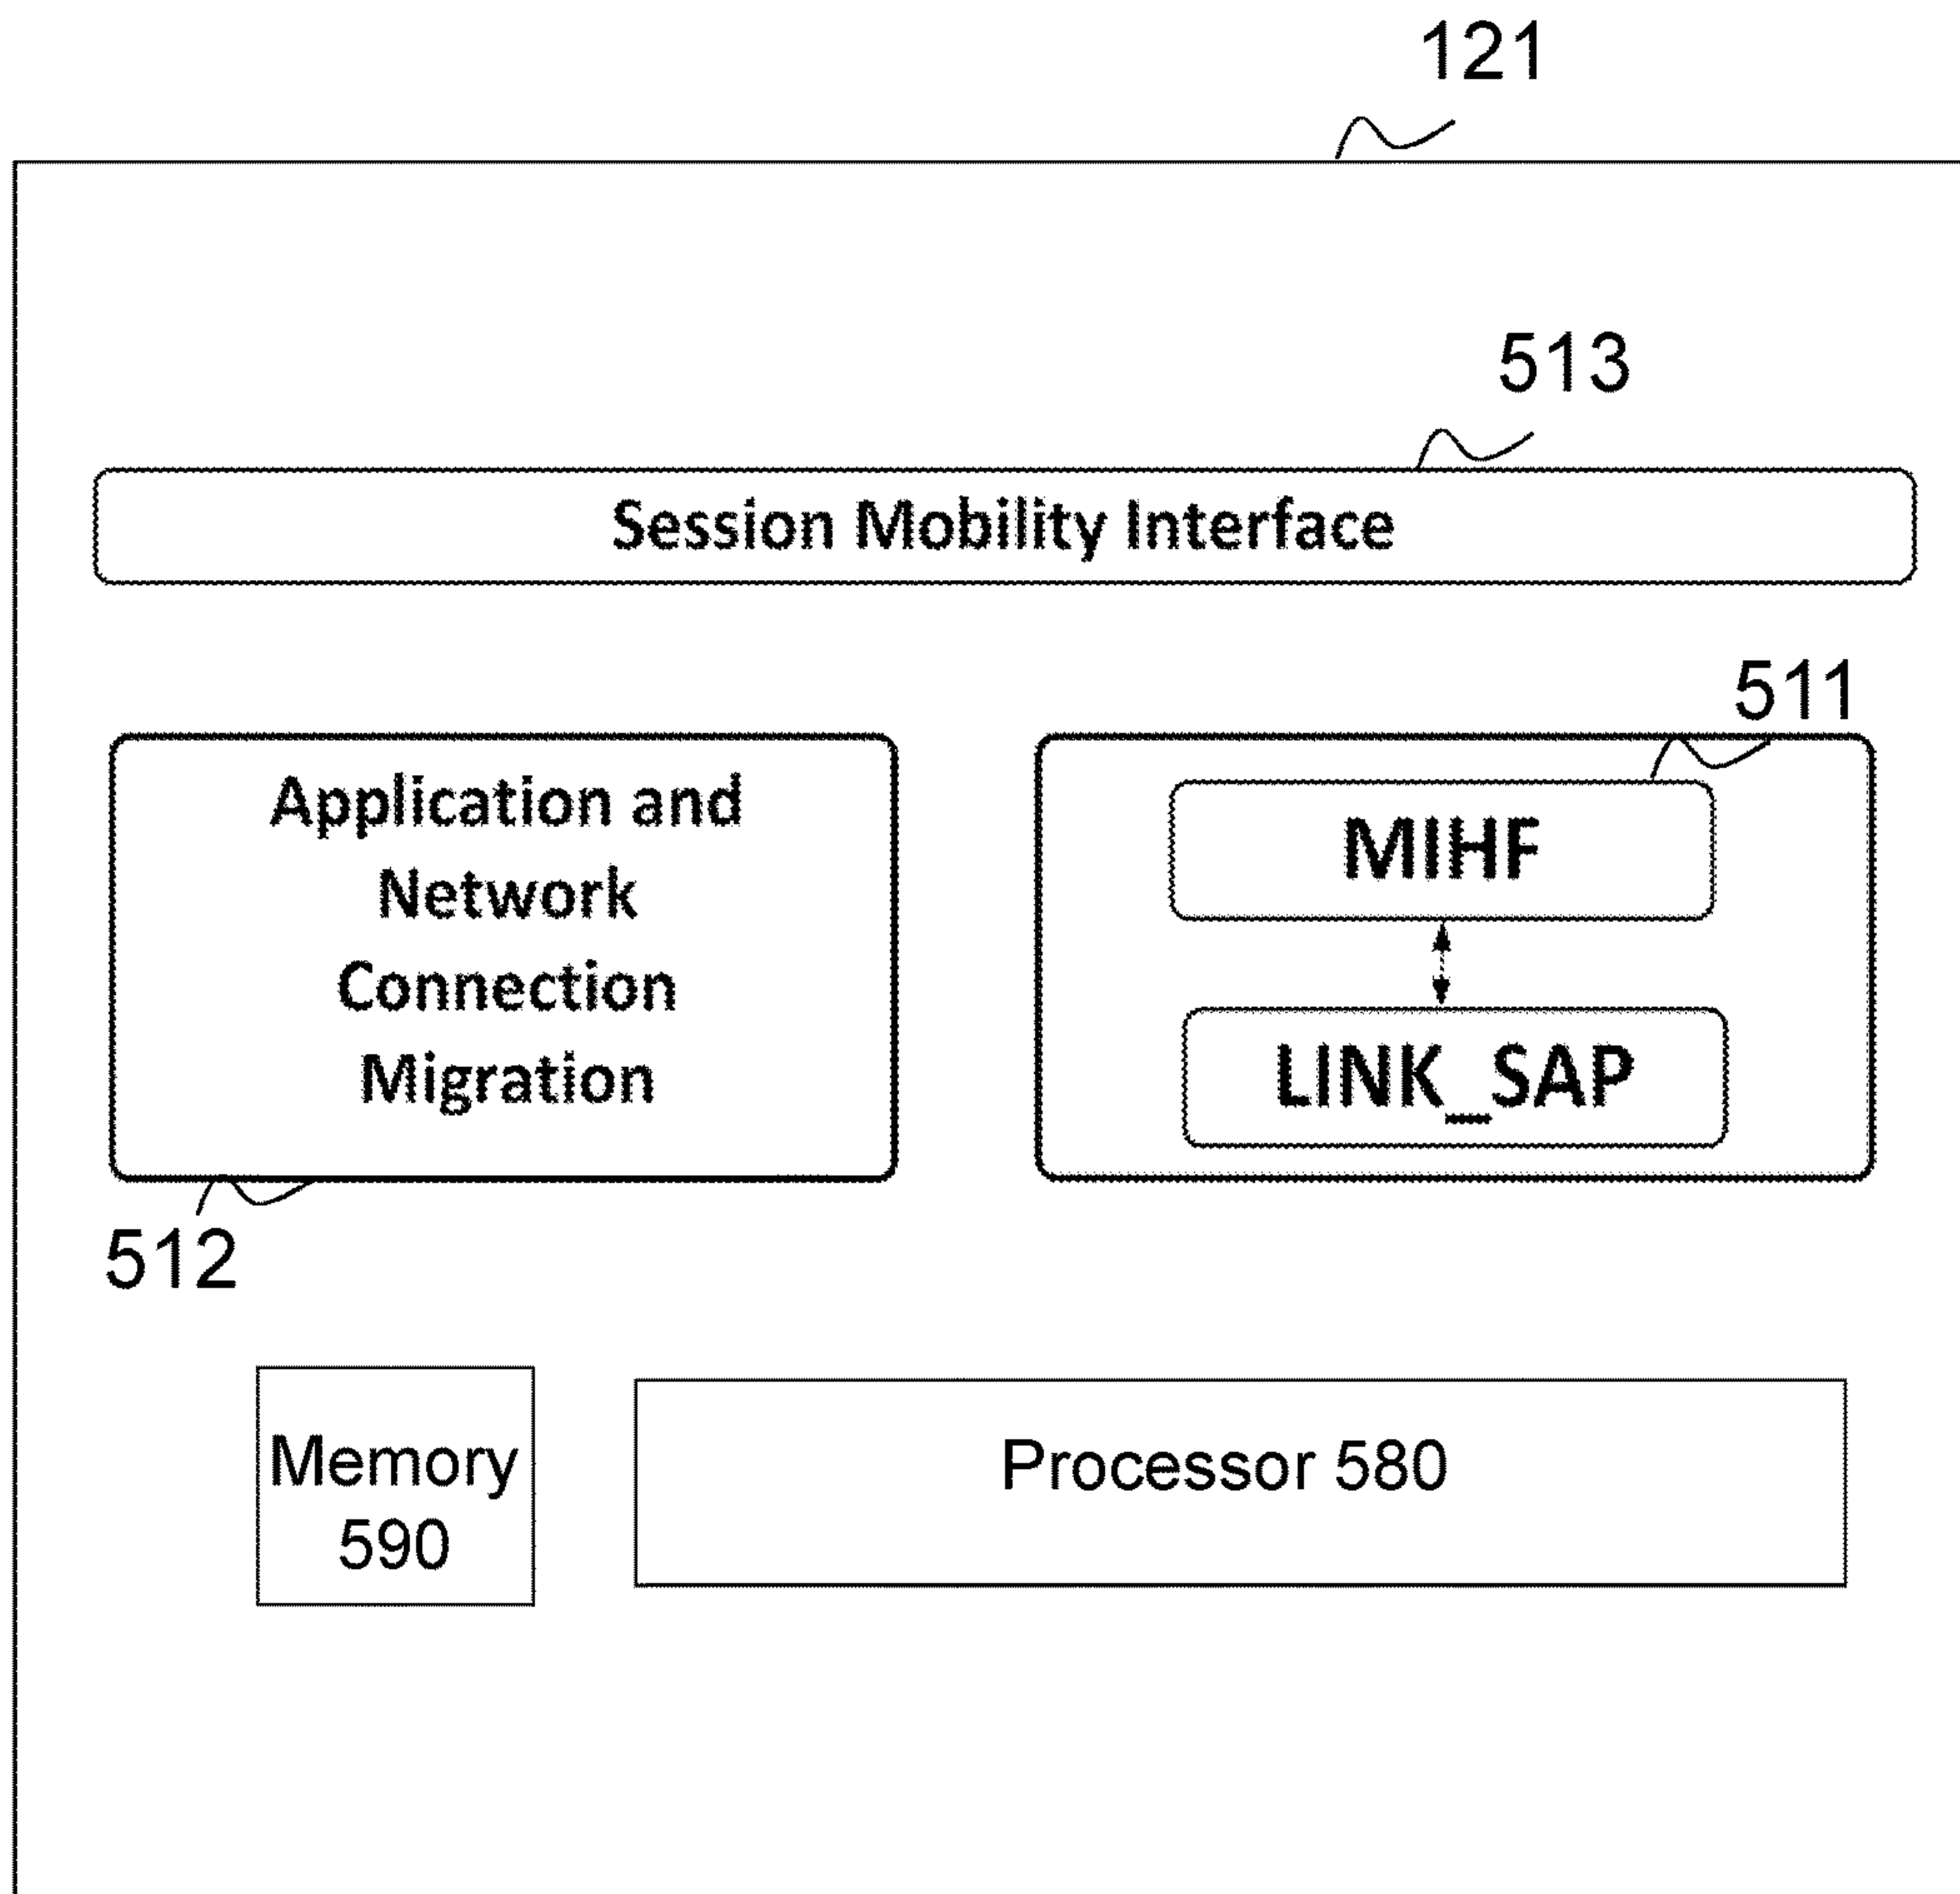 121
513
Session Mobility Interface
511
Application and
Network
Connection
Migration
MIHF
LINK_SAP
512
Memory
590
Processor 580